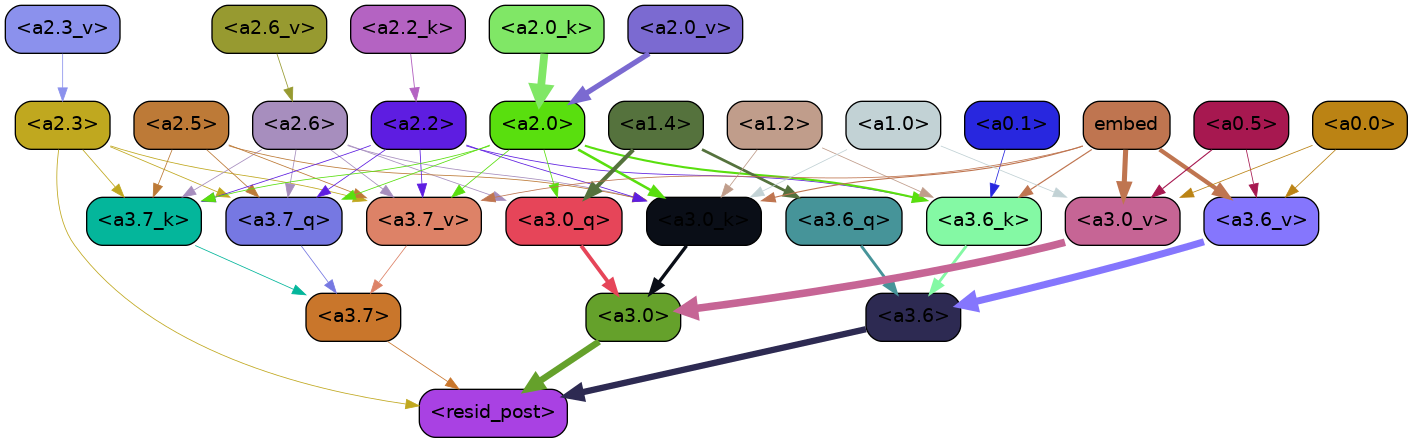 <a2.3_v> <a2.6_v> <a2.2_k> <a2.0_k> <a2.0_v>
<a2.3> <a2.5> <a2.6> <a2.2> <a2.0> <a1.4> <a1.2> <a1.0> <a0.1> embed <a0.5> <a0.0>
<a3.7_k> <a3.7_q> <a3.7_v> <a3.0_q> <a3.0_k> <a3.6_q> <a3.6_k> <a3.0_v> <a3.6_v>
<a3.7> <a3.0> <a3.6>
<resid_post>